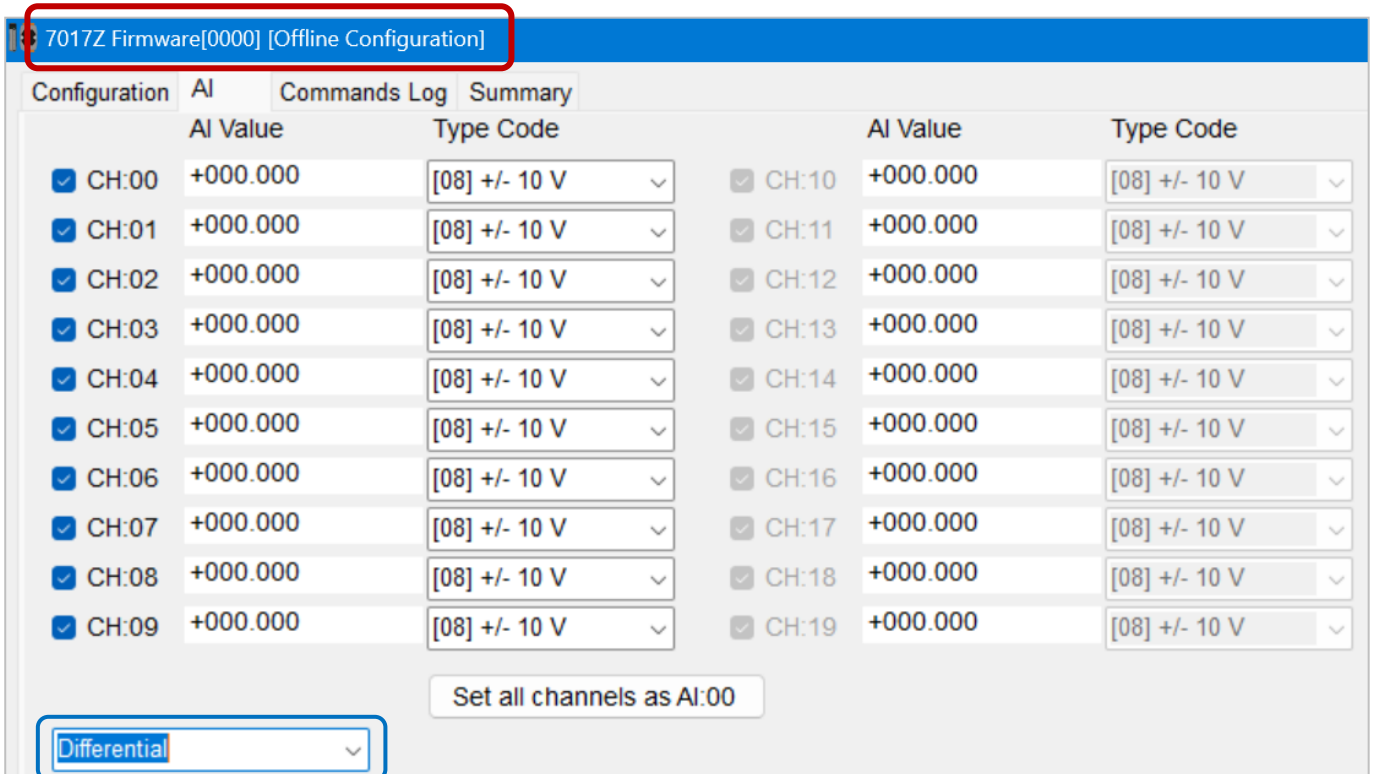 7017Z Firmware[0000] [Offline Configuration]
Configuration AI Commands Log Summary
AI Value Type Code AI Value Type Code
CH:00 +000.000 [08] +/- 10 V CH:10 +000.000 [08] +/- 10 V
CH:01 +000.000 [08] +/- 10 V CH:11 +000.000 [08] +/- 10 V
CH:02 +000.000 [08] +/- 10 V CH:12 +000.000 [08] +/- 10 V
CH:03 +000.000 [08] +/- 10 V CH:13 +000.000 [08] +/- 10 V
CH:04 +000.000 [08] +/- 10 V CH:14 +000.000 [08] +/- 10 V
CH:05 +000.000 [08] +/- 10 V CH:15 +000.000 [08] +/- 10 V
CH:06 +000.000 [08] +/- 10 V CH:16 +000.000 [08] +/- 10 V
CH:07 +000.000 [08] +/- 10 V CH:17 +000.000 [08] +/- 10 V
CH:08 +000.000 [08] +/- 10 V CH:18 +000.000 [08] +/- 10 V
CH:09 +000.000 [08] +/- 10 V CH:19 +000.000 [08] +/- 10 V
Set all channels as AI:00
Differential